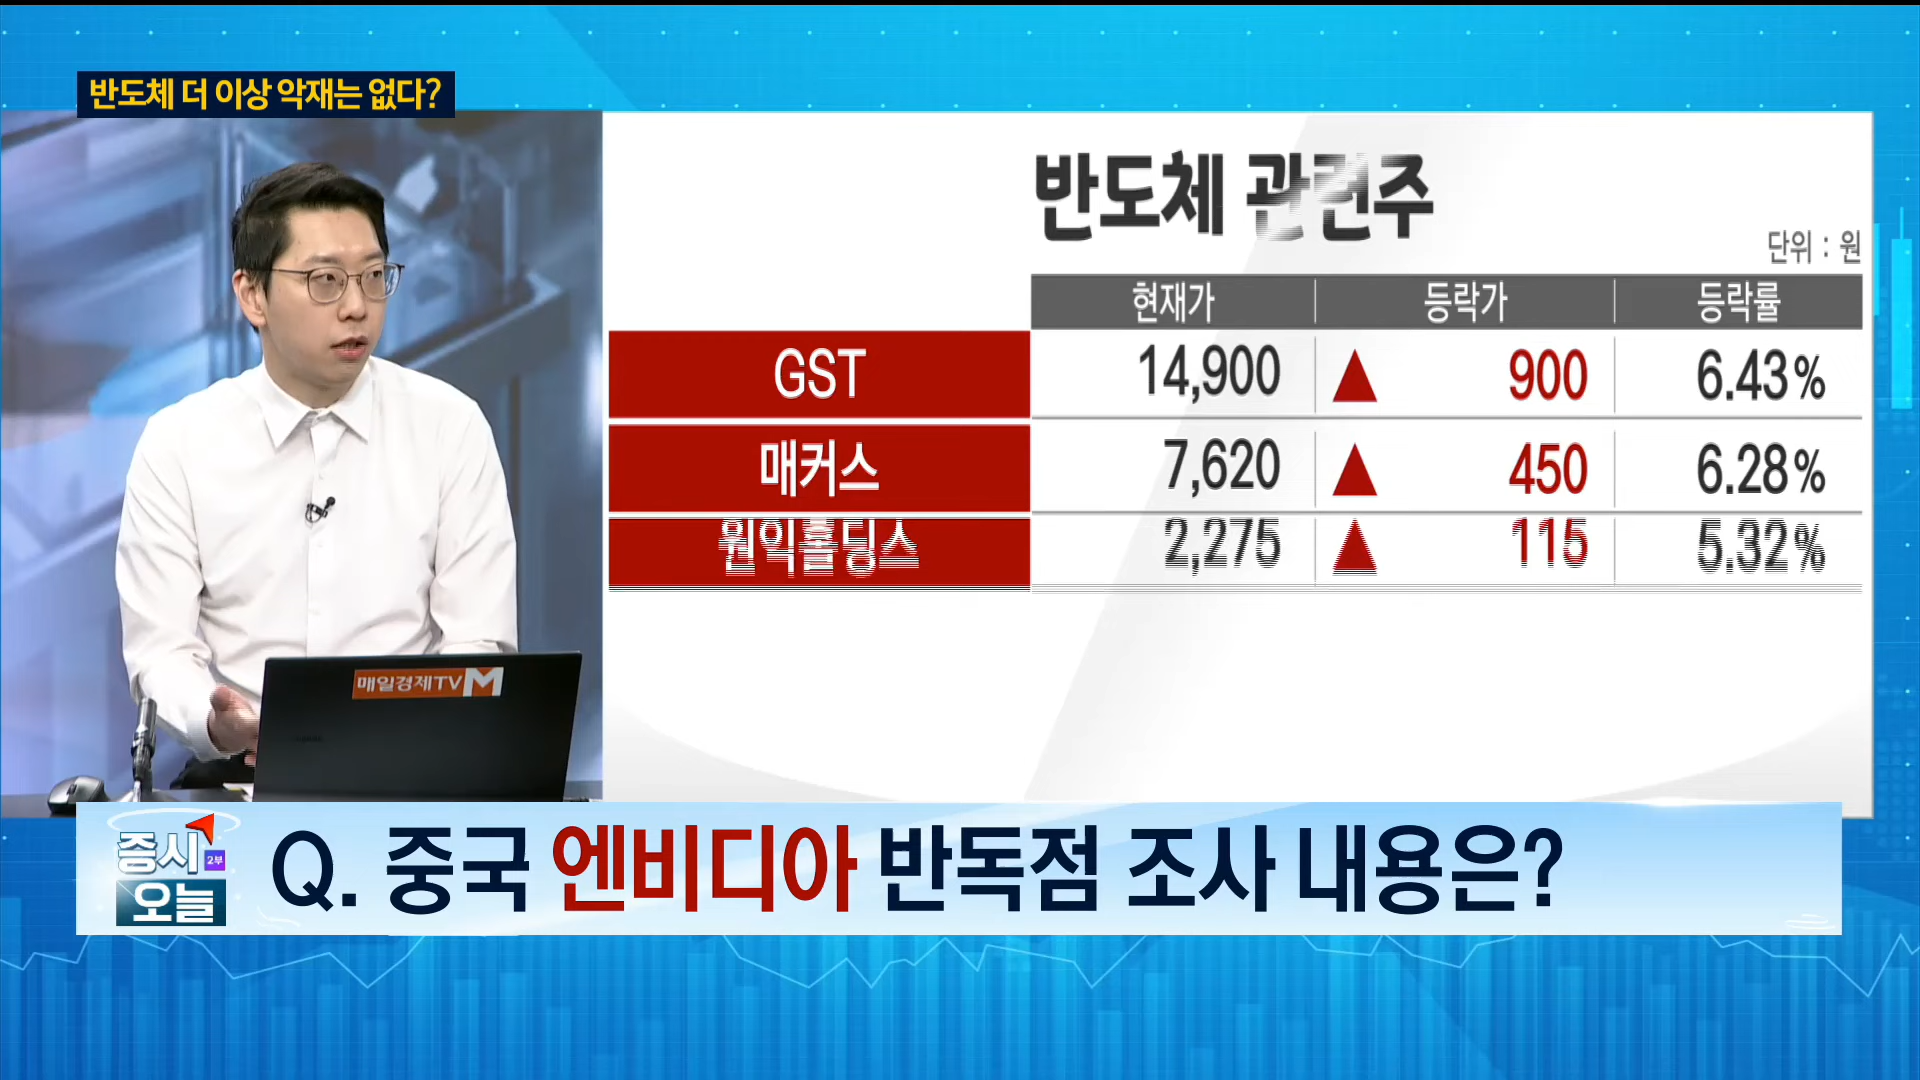 반도체 더 이상 악재는 없다?
반도체 관련주
단위 : 원
현재가 등락가 등락률
GST 14,900 ▲ 900 6.43%
매커스 7,620 ▲ 450 6.28%
원익홀딩스 2,275 ▲ 115 5.32%
매일경제TV M
증시 2부
오늘
Q. 중국 엔비디아 반독점 조사 내용은?